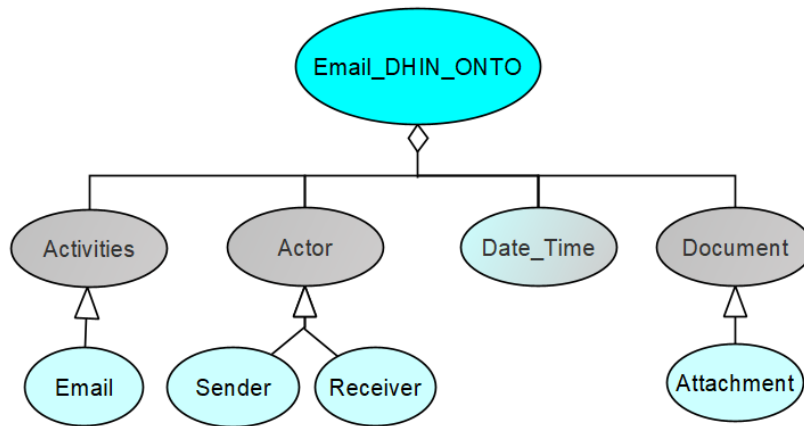 Email_DHIN_ONTO
Activities
Actor
Date_Time
Document
Email
Sender
Receiver
Attachment